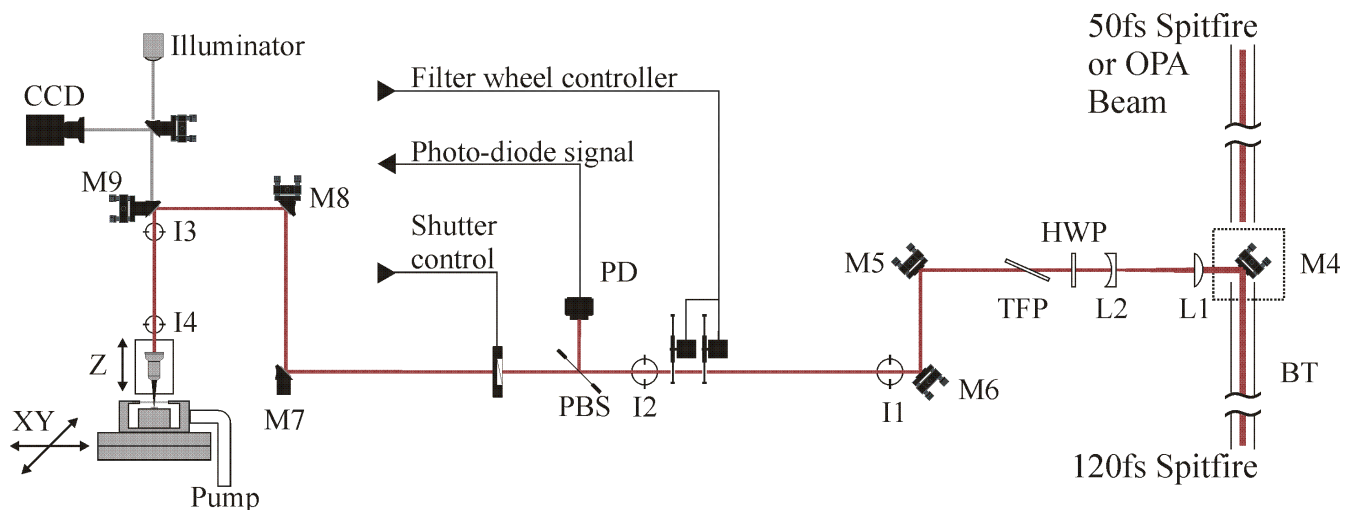 Illuminator
CCD
M9
M8
I3
I4
Z
XY
Pump
M7
Filter wheel controller
Photo-diode signal
Shutter
control
PD
PBS
I2
I1
M5
M6
TFP
HWP
L2
L1
M4
BT
50fs Spitfire
or OPA
Beam
120fs Spitfire